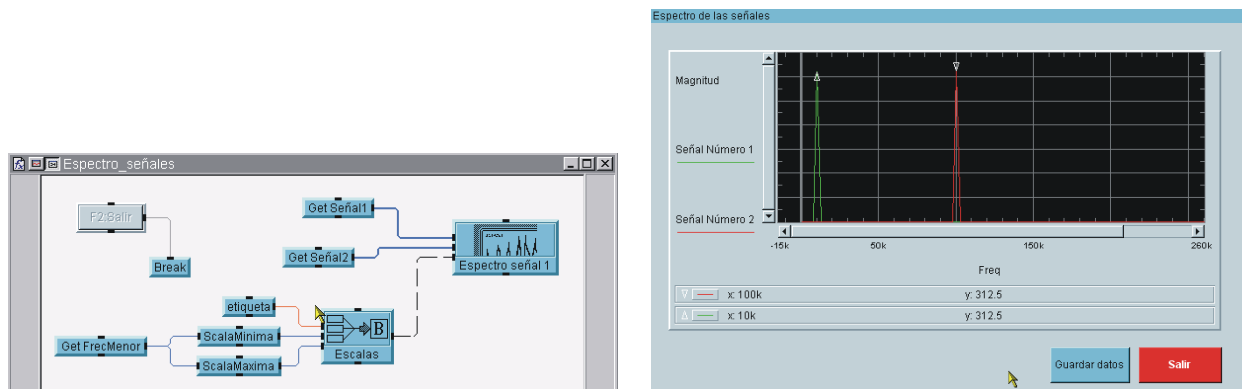 Espectro_señales
F2:Salir
Break
Get Señal1
Get Señal2
Espectro señal 1
etiqueta
Get FrecMenor
ScalaMinima
ScalaMaxima
B
Escalas
Espectro de las señales
Magnitud
Señal Número 1
Señal Número 2
-15k 50k 150k 260k
Freq
x: 100k y: 312.5
x: 10k y: 312.5
Guardar datos
Salir